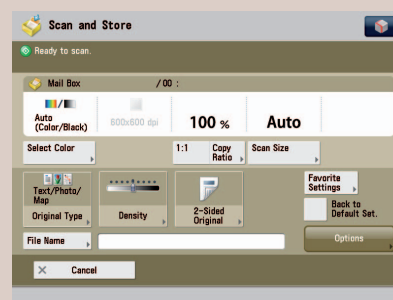 Scan and Store
Ready to scan.
Mail Box /00 :
Auto
(Color/Black)
600x600 dpi
100 %
Auto
Select Color
1:1 Copy
Ratio
Scan Size
Text/Photo/
Map
Original Type
Density
2-Sided
Original
Favorite
Settings
Back to
Default Set.
File Name
Options
Cancel